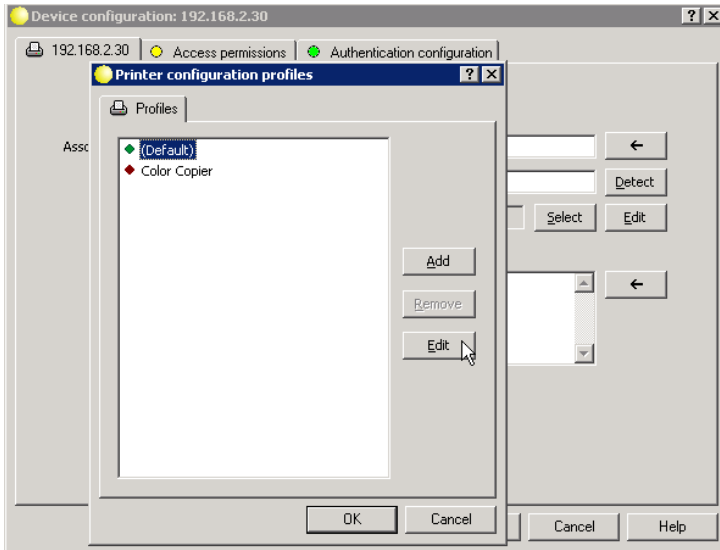 Device configuration: 192.168.2.30
192.168.2.30 Access permissions Authentication configuration
Printer configuration profiles
Profiles
(Default)
Color Copier
Detect
Select Edit
Add
Remove
Edit
OK Cancel
Cancel Help